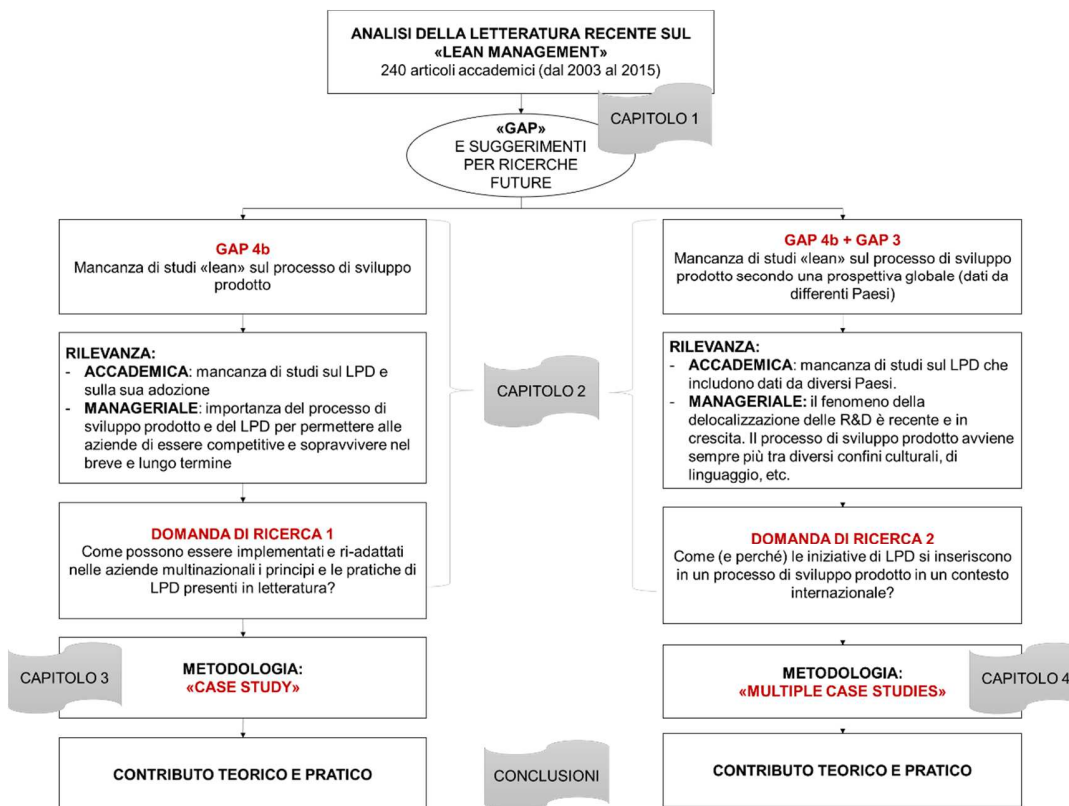 ANALISI DELLA LETTERATURA RECENTE SUL
«LEAN MANAGEMENT»
240 articoli accademici (dal 2003 al 2015)
CAPITOLO 1
«GAP»
E SUGGERIMENTI
PER RICERCHE
FUTURE
GAP 4b
Mancanza di studi «lean» sul processo di sviluppo
prodotto
RILEVANZA:
- ACCADEMICA: mancanza di studi sul LPD e
sulla sua adozione
- MANAGERIALE: importanza del processo di
sviluppo prodotto e del LPD per permettere alle
aziende di essere competitive e sopravvivere nel
breve e lungo termine
DOMANDA DI RICERCA 1
Come possono essere implementati e ri-adattati
nelle aziende multinazionali i principi e le pratiche di
LPD presenti in letteratura?
CAPITOLO 3
METODOLOGIA:
«CASE STUDY»
CONTRIBUTO TEORICO E PRATICO
CAPITOLO 2
CONCLUSIONI
GAP 4b + GAP 3
Mancanza di studi «lean» sul processo di sviluppo
prodotto secondo una prospettiva globale (dati da
differenti Paesi)
RILEVANZA:
- ACCADEMICA: mancanza di studi sul LPD che
includono dati da diversi Paesi.
- MANAGERIALE: il fenomeno della
delocalizzazione delle R&D è recente e in
crescita. Il processo di sviluppo prodotto avviene
sempre più tra diversi confini culturali, di
linguaggio, etc.
DOMANDA DI RICERCA 2
Come (e perché) le iniziative di LPD si inseriscono
in un processo di sviluppo prodotto in un contesto
internazionale?
METODOLOGIA:
«MULTIPLE CASE STUDIES»
CAPITOLO 4
CONTRIBUTO TEORICO E PRATICO